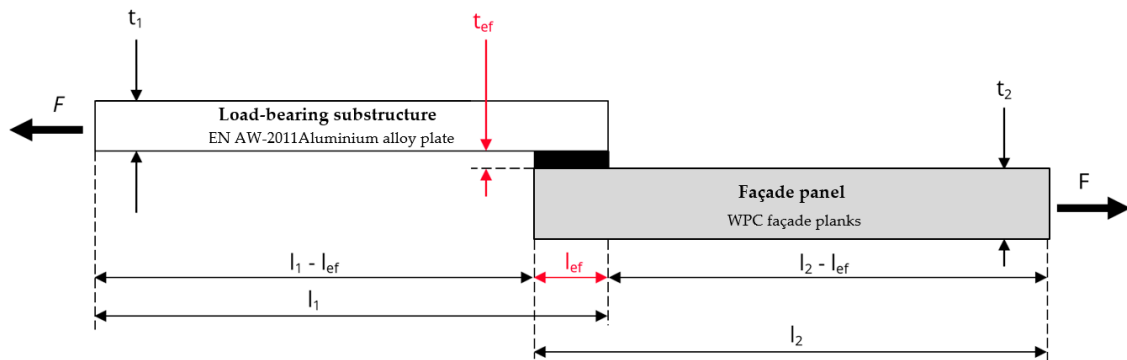 t1
tef
t2
F
Load-bearing substructure
EN AW-2011Aluminium alloy plate
F
Façade panel
WPC façade planks
l1 - lef
lef
l2 - lef
l1
l2